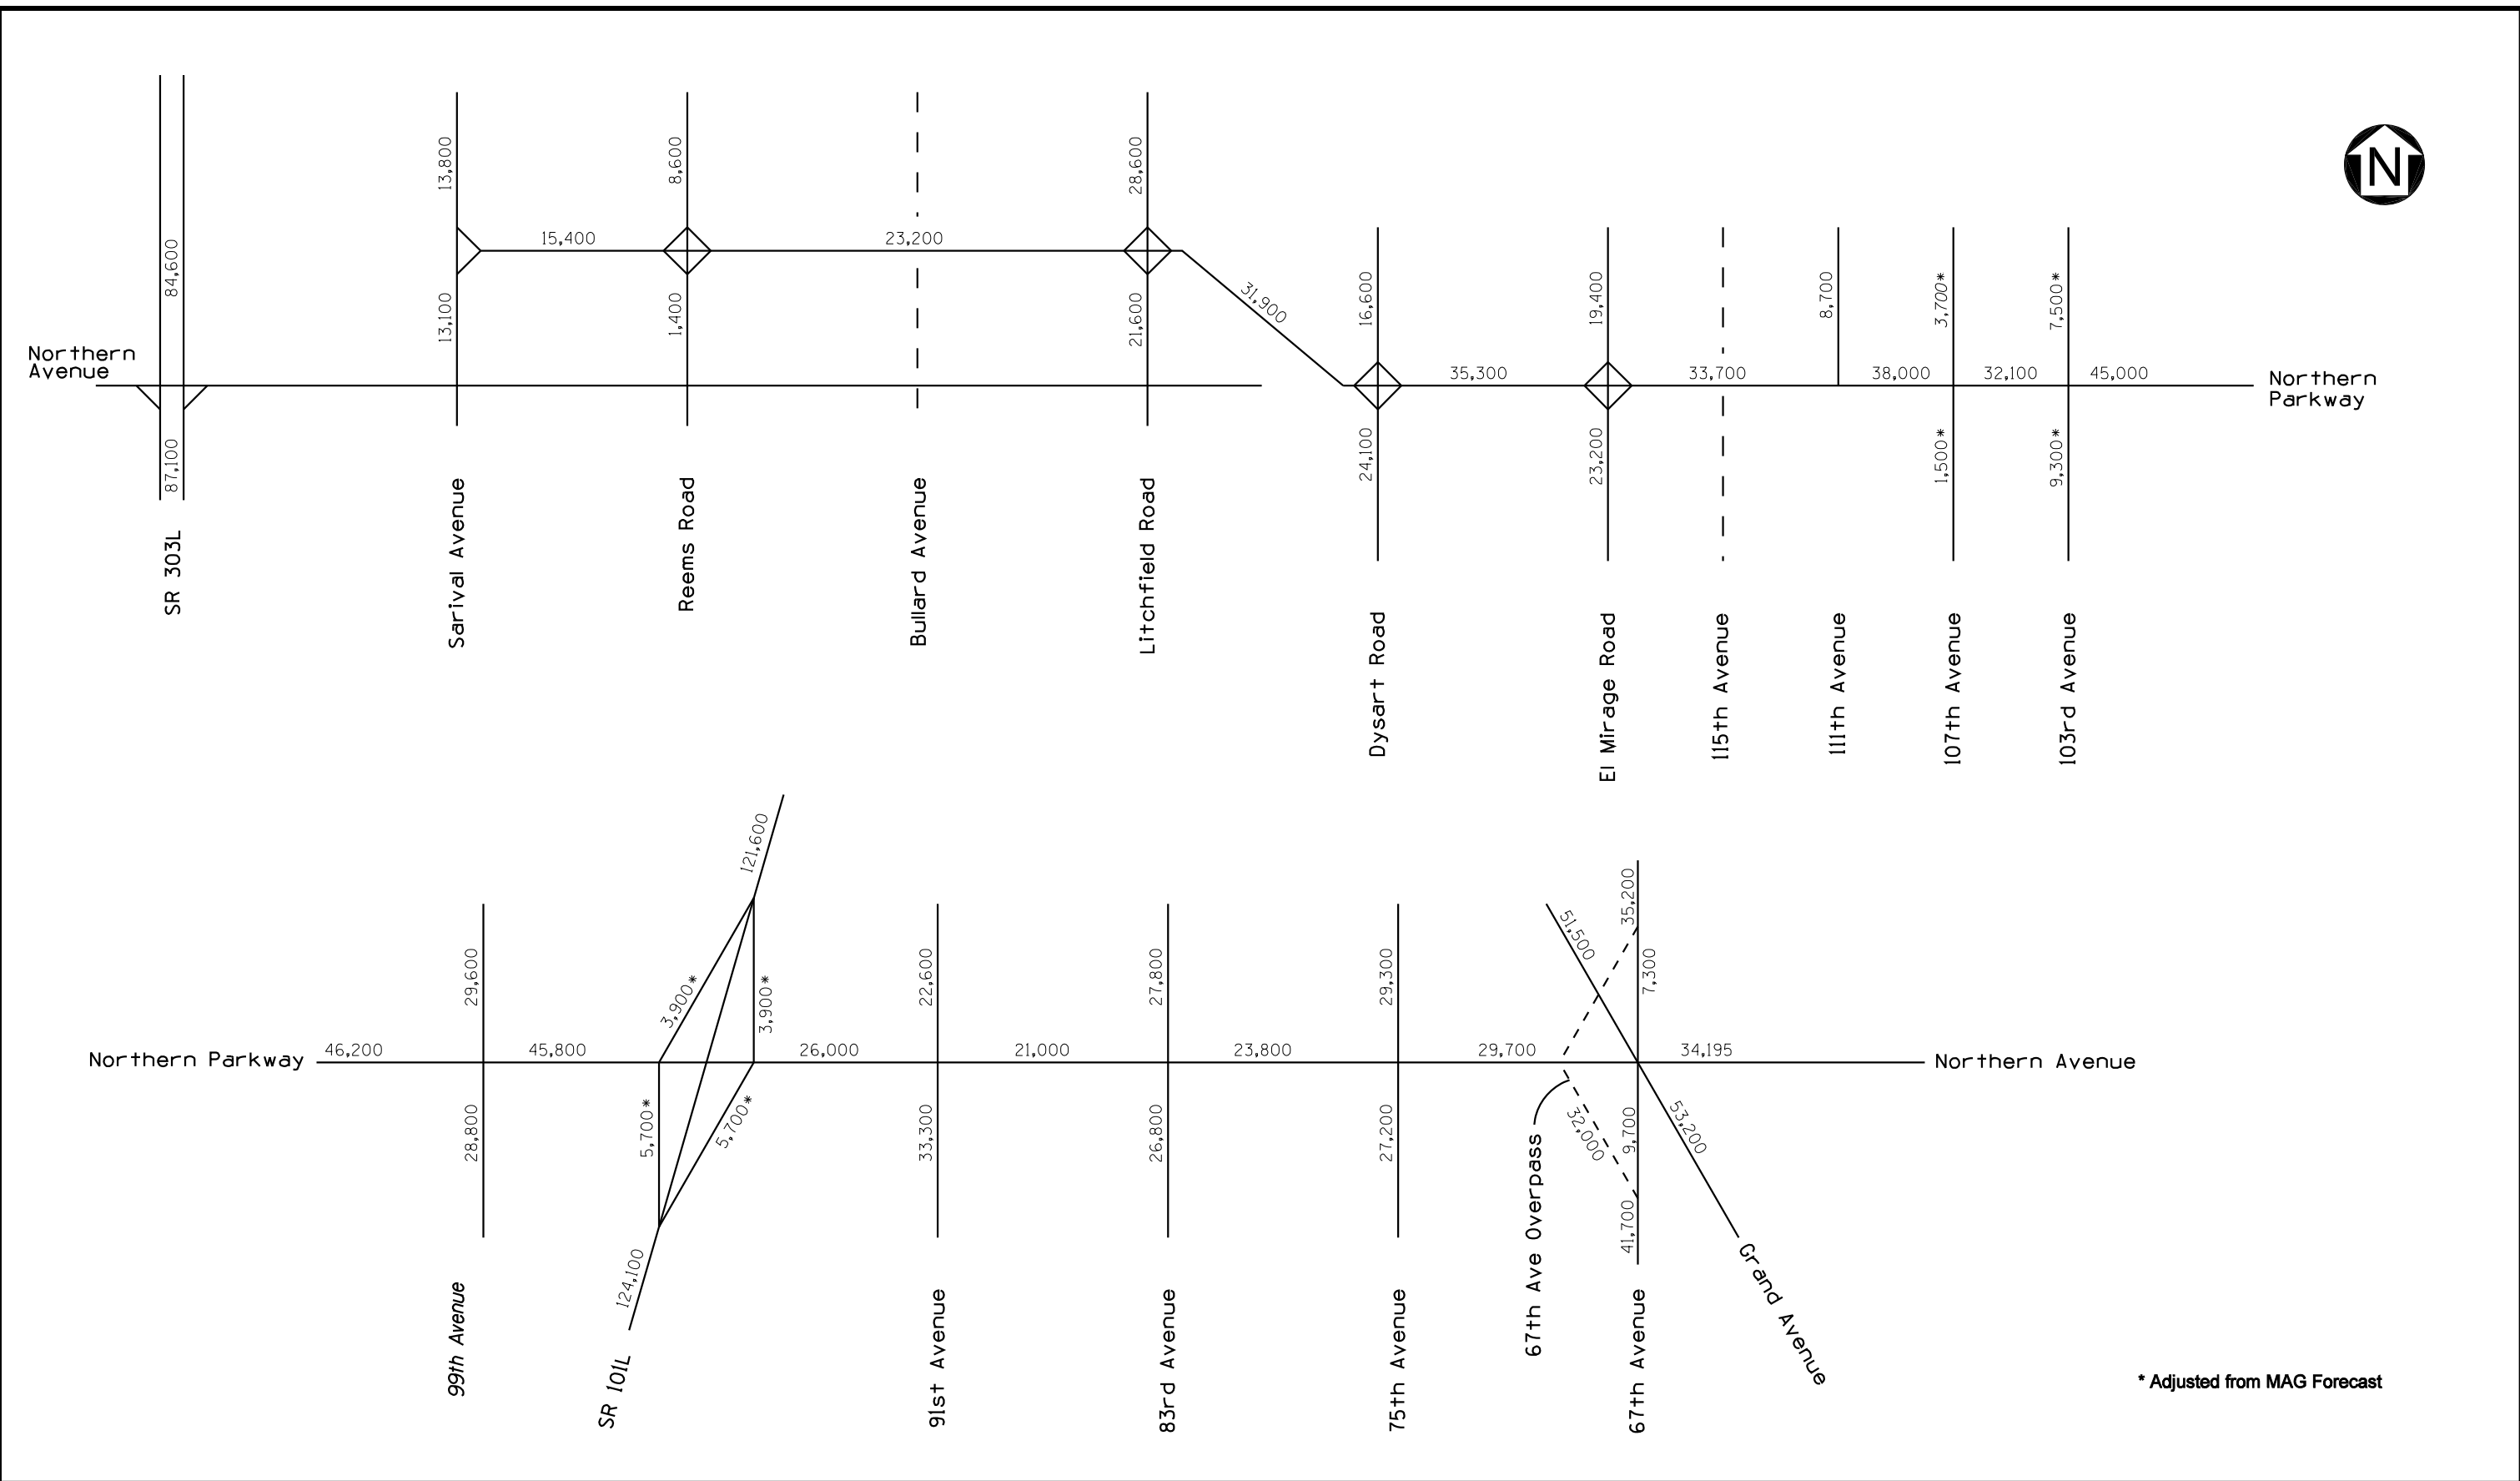 N
13,800
8,600
28,600
84,600
15,400
23,200
31,900
16,600
19,400
8,700
3,700*
7,500*
13,100
1,400
21,600
Northern
Avenue
35,300
33,700
38,000
32,100
45,000
Northern
Parkway
87,100
24,100
23,200
1,500*
9,300*
SR 303L
Sarival Avenue
Reems Road
Bullard Avenue
Litchfield Road
Dysart Road
El Mirage Road
115th Avenue
111th Avenue
107th Avenue
103rd Avenue
121,600
35,200
51,500
29,600
3,900*
3,900*
22,600
27,800
29,300
7,300
Northern Parkway
46,200
45,800
26,000
21,000
23,800
29,700
34,195
Northern Avenue
28,800
5,700*
5,700*
33,300
26,800
27,200
32,000
9,700
53,200
41,700
124,100
67th Ave Overpass
Grand Avenue
99th Avenue
SR 101L
91st Avenue
83rd Avenue
75th Avenue
67th Avenue
* Adjusted from MAG Forecast